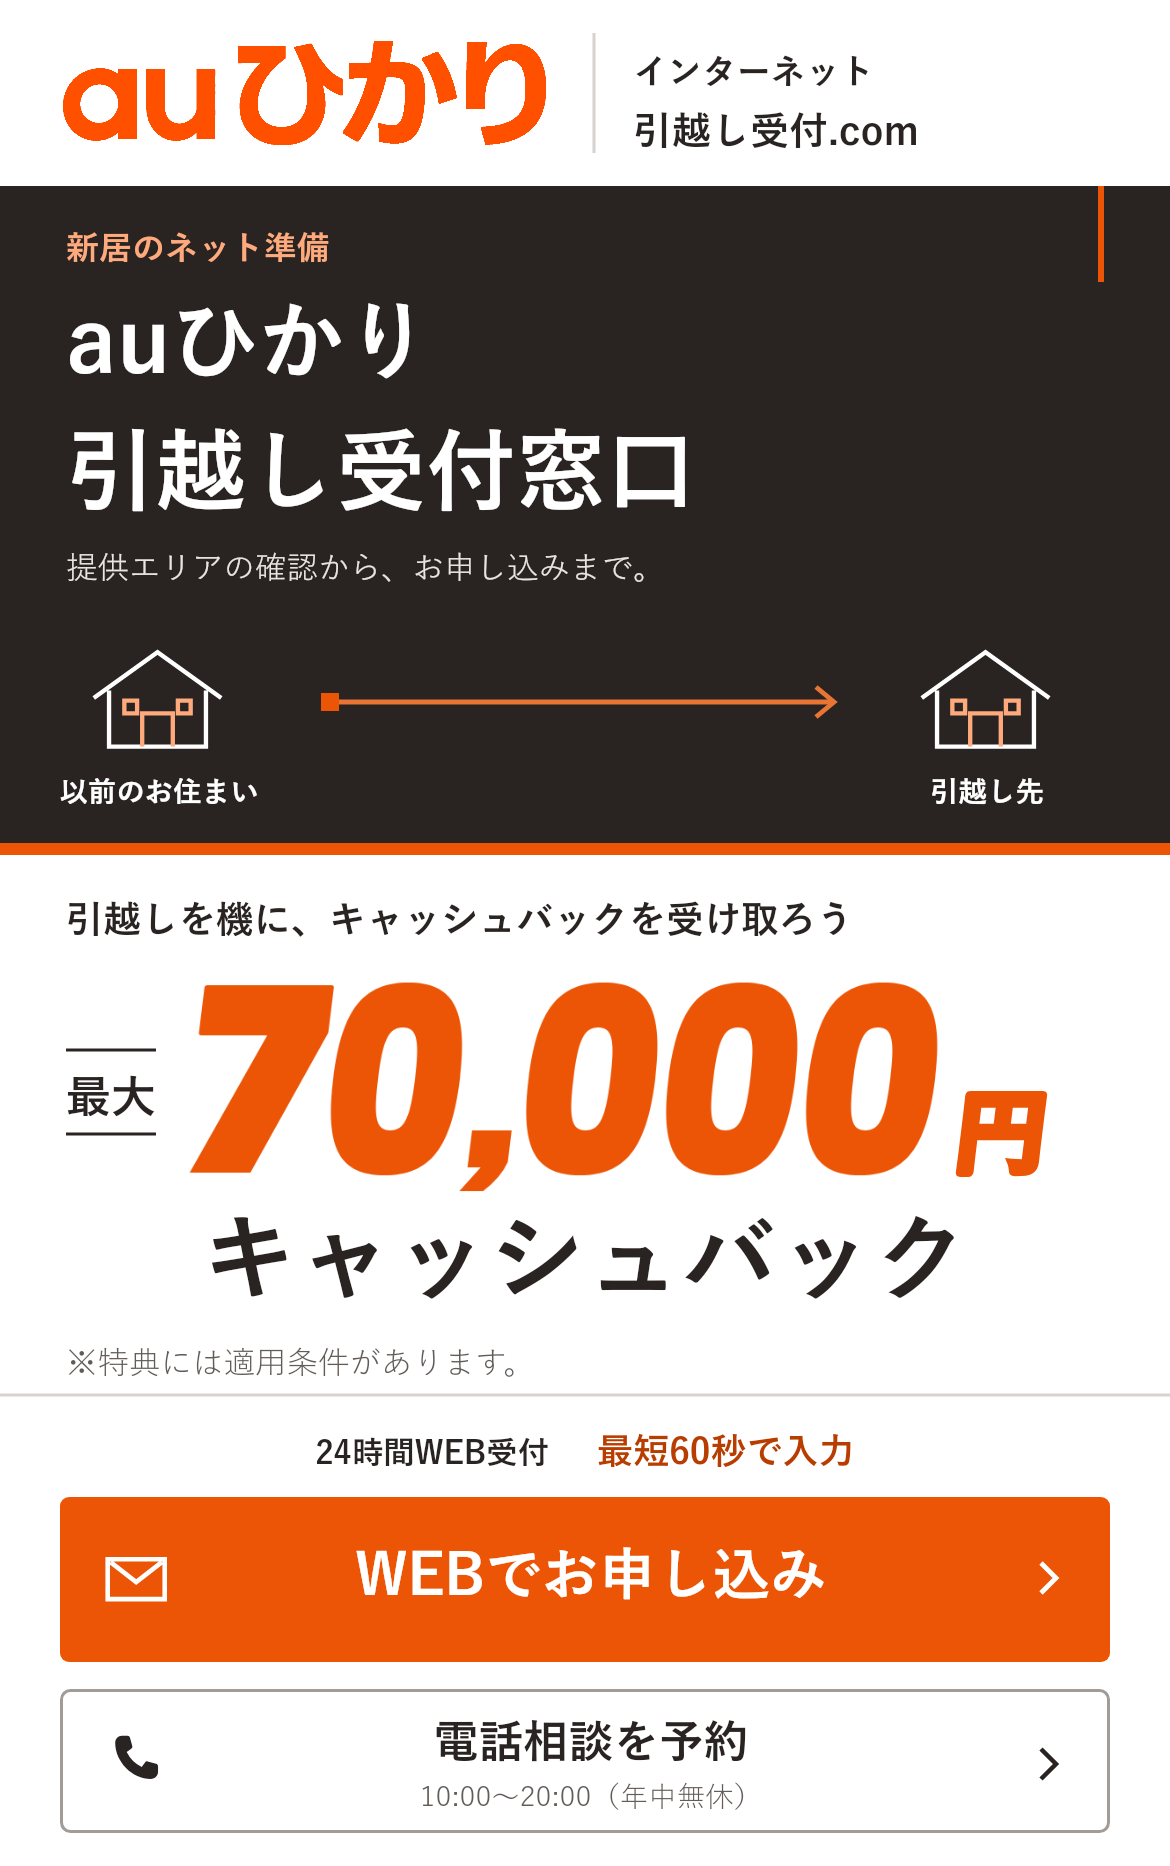 auひかり
インターネット
引越し受付.com
新居のネット準備
auひかり
引越し受付窓口
提供エリアの確認から、お申し込みまで。
以前のお住まい
引越し先
引越しを機に、キャッシュバックを受け取ろう
最大
70,000円
キャッシュバック
※特典には適用条件があります。
24時間WEB受付 最短60秒で入力
WEBでお申し込み
電話相談を予約
10:00〜20:00（年中無休）